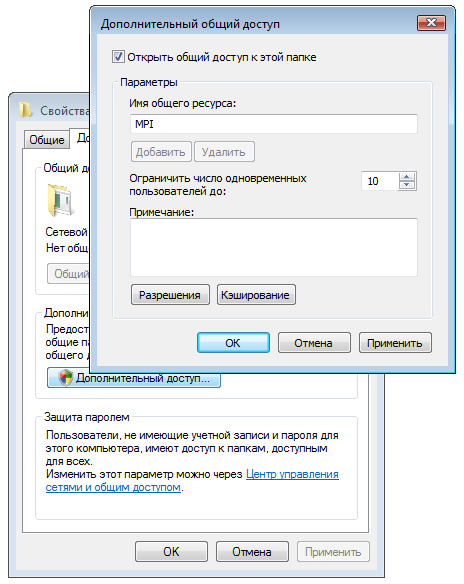 Дополнительный общий доступ
Открыть общий доступ к этой папке
Параметры
Имя общего ресурса:
MPI
Добавить
Удалить
Ограничить число одновременных
пользователей до:
10
Примечание:
Разрешения
Кэширование
OK
Отмена
Применить
Свойства
Общие
До
Общий до
Сетевой
Нет общ
Общий
Дополни
Предост
общие па
общего д
Дополнительный доступ...
Защита паролем
Пользователи, не имеющие учетной записи и пароля для
этого компьютера, имеют доступ к папкам, доступным
для всех.
Изменить этот параметр можно через Центр управления
сетями и общим доступом.
OK
Отмена
Применить